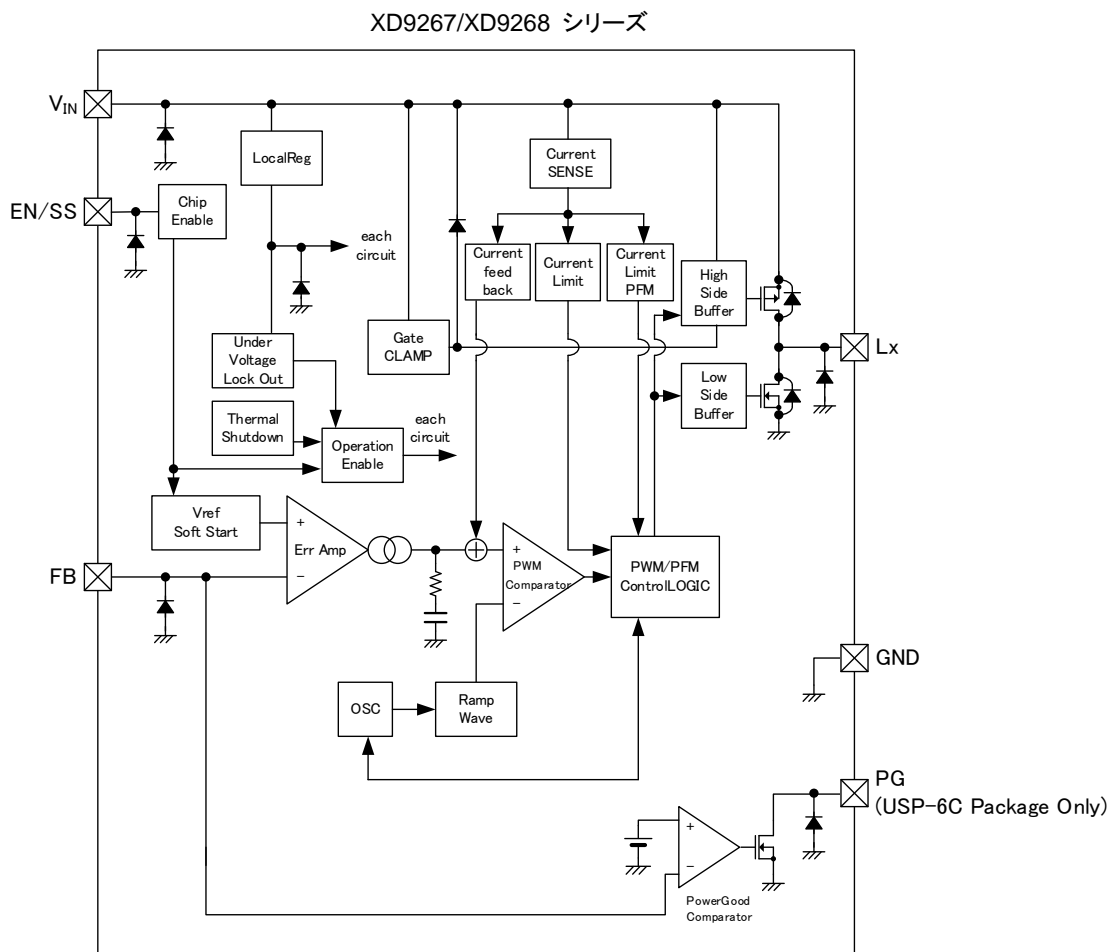 XD9267/XD9268 シリーズ
VIN
LocalReg
Current
SENSE
EN/SS
Chip
Enable
each
circuit
Current
feed
back
Current
Limit
Current
Limit
PFM
High
Side
Buffer
Under
Voltage
Lock Out
Gate
CLAMP
Lx
Low
Side
Buffer
Thermal
Shutdown
Operation
Enable
each
circuit
Vref
Soft Start
+
Err Amp
−
+
PWM
Comparator
−
PWM/PFM
ControlLOGIC
FB
GND
OSC
Ramp
Wave
PG
(USP-6C Package Only)
+
−
PowerGood
Comparator